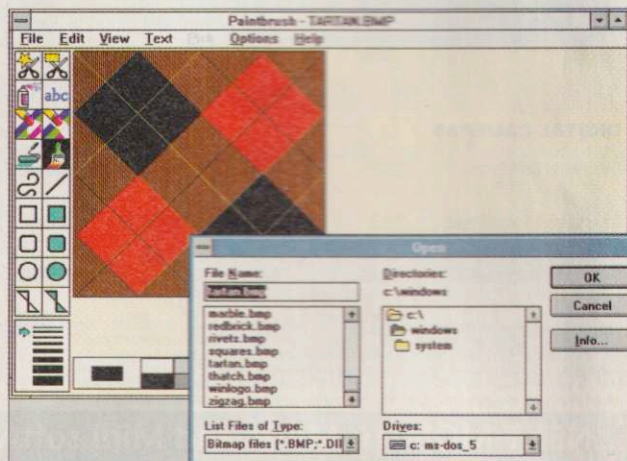 Paintbrush - TARTAN.BMP
File Edit View Text Pick Options Help
abc
Open
File Name:
tartan.bmp
marble.bmp
redbrick.bmp
rivets.bmp
squares.bmp
tartan.bmp
thatch.bmp
winlogo.bmp
zigzag.bmp
List Files of Type:
Bitmap files (*.BMP;*.DI
Directories:
c:\windows
c:\
windows
system
Drives:
c: ms-dos_5
OK
Cancel
Info...